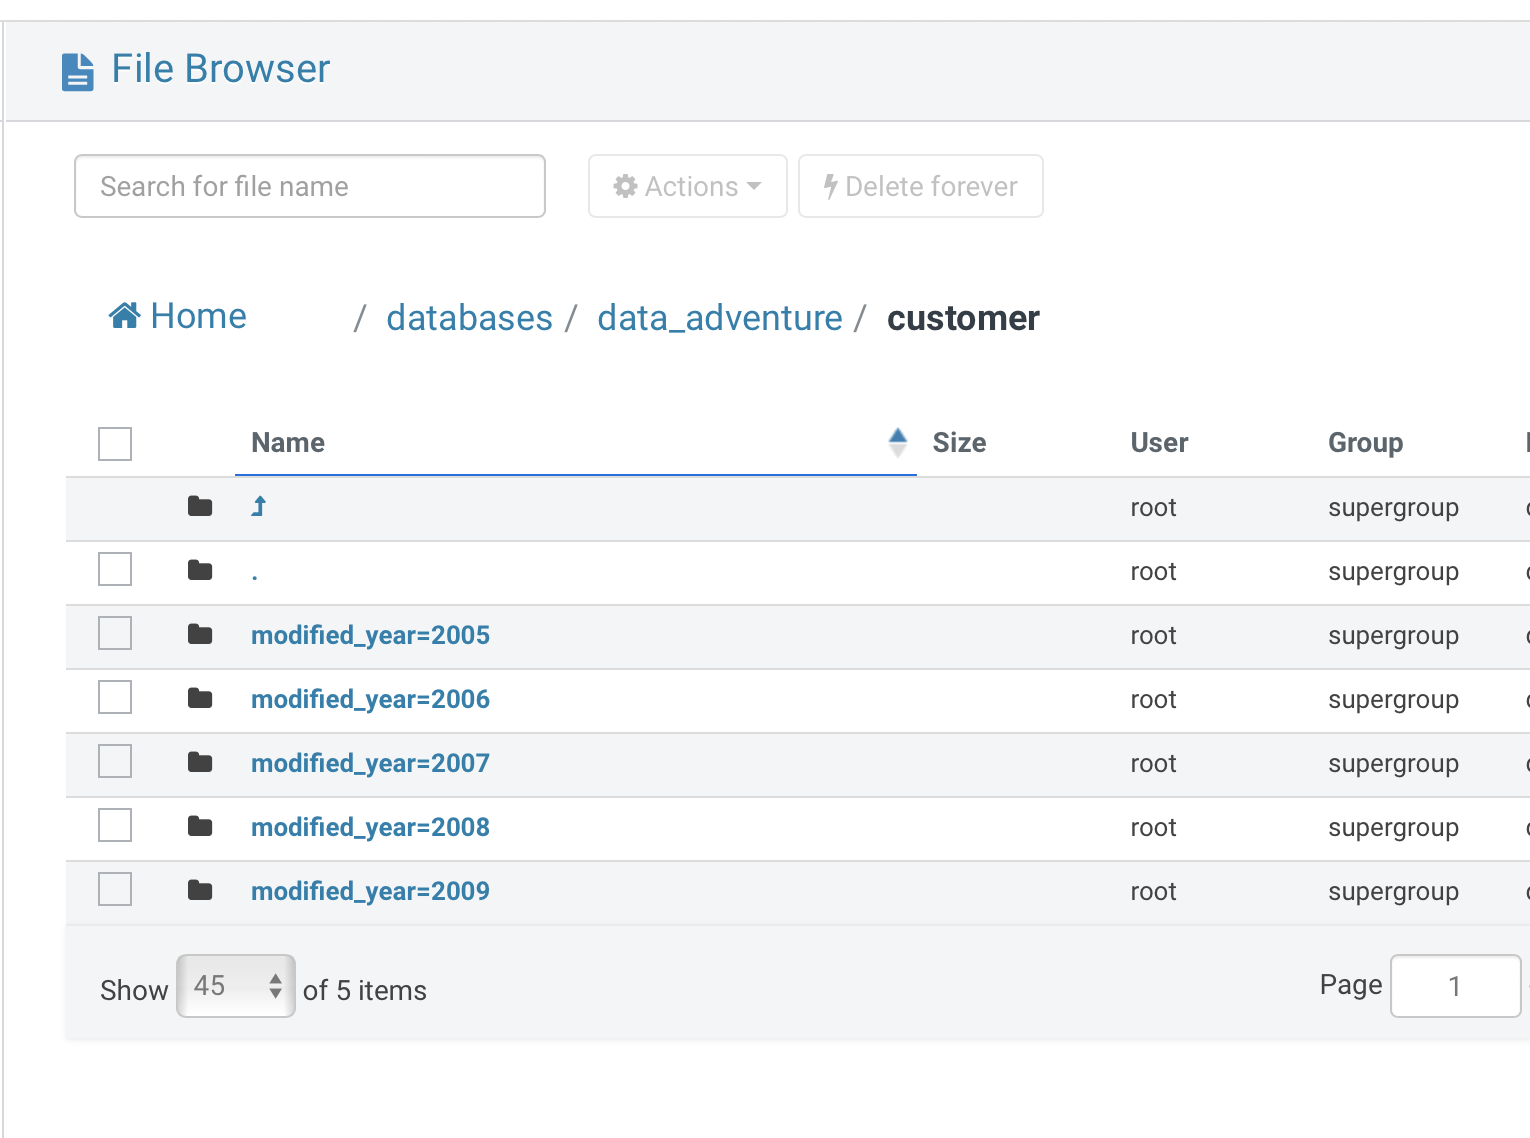 File Browser
Search for file name Actions Delete forever
Home / databases / data_adventure / customer
Name Size User Group
root supergroup
. root supergroup
modified_year=2005 root supergroup
modified_year=2006 root supergroup
modified_year=2007 root supergroup
modified_year=2008 root supergroup
modified_year=2009 root supergroup
Show 45 of 5 items Page 1